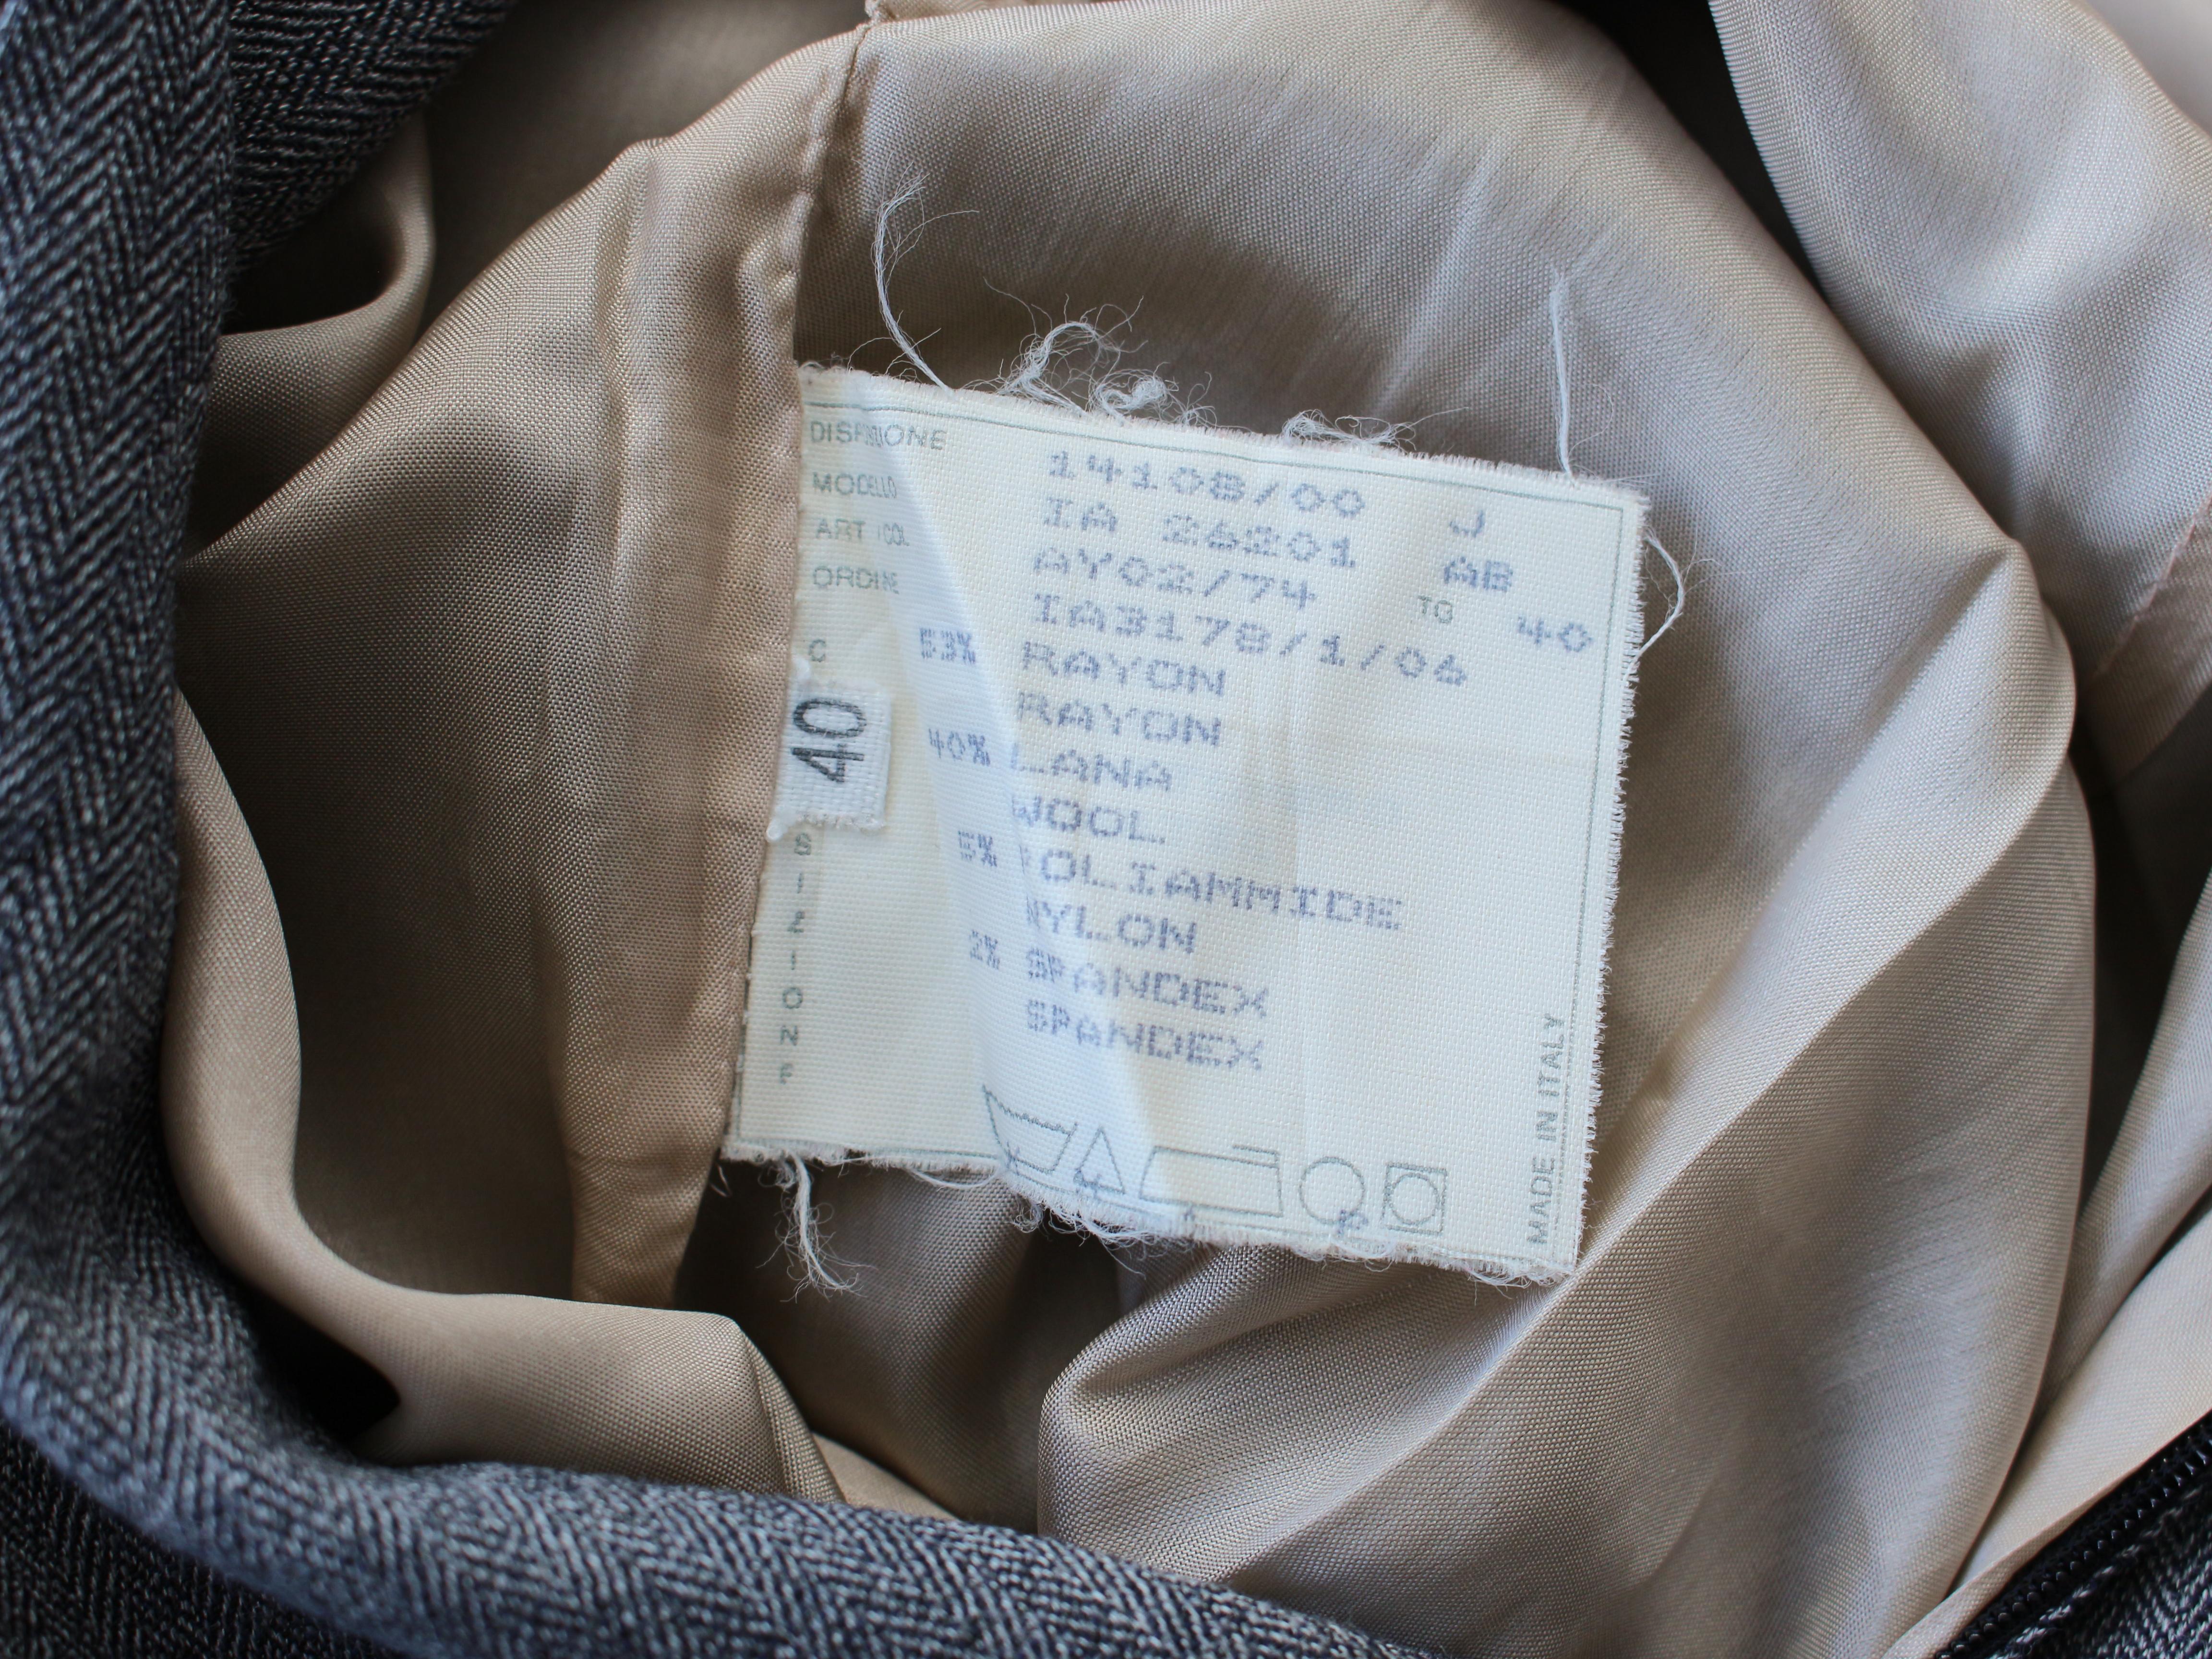 DISPOSIZIONE 14108/00 J
MODELLO IA 26201 AB
ART COL AY02/74 TG 40
ORDINE IA3178/1/06
C 53% RAYON
RAYON
40
40% LANA
WOOL
S 5% POLIAMMIDE
I NYLON
Z 2% SPANDEX
I SPANDEX
O
N
E
MADE IN ITALY